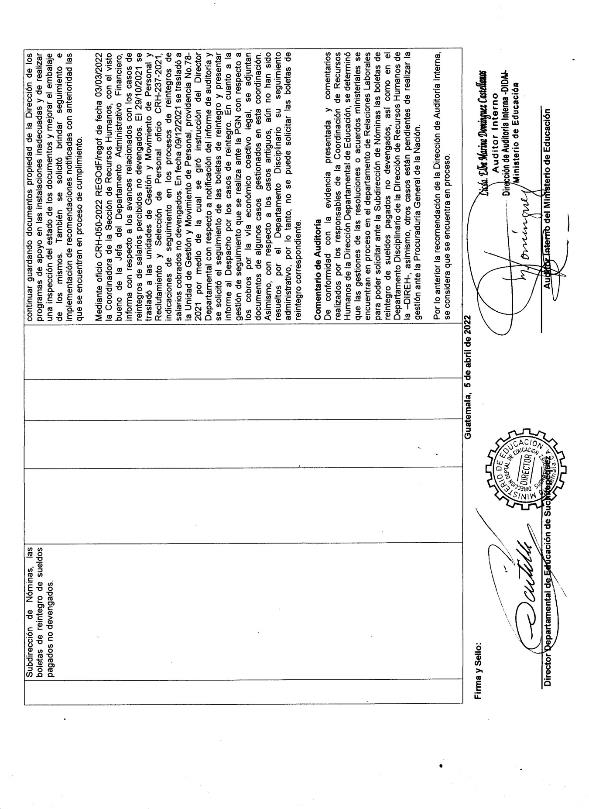 Subdirección de Nóminas, las
boletas de reintegro de sueldos
pagados no devengados.
continuar guardando documentos propiedad de la Dirección de los
programas de apoyo en las instalaciones inadecuadas y de realizar
una inspección del estado de los documentos y mejorar el embalaje
de los mismos. También se solicitó brindar seguimiento e
implementación de recomendaciones notificadas con anterioridad las
que se encuentran en proceso de cumplimiento.
Mediante oficio CRH-050-2022 REGOdF/regof de fecha 03/03/2022
la Coordinadora de la Sección de Recursos Humanos, con el visto
bueno de la Jefa del Departamento Administrativo Financiero,
informa con respecto a los avances relacionados con los casos de
reintegros de salarios percibidos no devengados. El 29/10/2021 se
traslado a las unidades de Gestión y Movimiento de Personal y
Reclutamiento y Selección de Personal oficio CRH-237-2021,
indicaciones de seguimiento en los procesos de reintegros de
salarios cobrados no devengados. En fecha 09/12/2021 se trasladó a
la Unidad de Gestión y Movimiento de Personal, providencia No.78-
2021 por medio de la cual se giró instrucción del Director
Departamental con respecto a notificación del informe de auditoría y
se solicitó el seguimiento de las boletas de reintegro y presentar
informe al Despacho por los casos de reintegro. En cuanto a la
gestión de seguimiento que se realiza ante la PGN con respecto a
los cobros por la vía económico coactivo legal, se adjuntan
documentos de algunos casos gestionados en esta coordinación.
Asimismo, con respecto a los casos antiguos, aún no han sido
resueltos por el Departamento Disciplinario su seguimiento
administrativo, por lo tanto, no se puede solicitar las boletas de
reintegro correspondiente.
Comentario de Auditoría
De conformidad con la evidencia presentada y comentarios
realizados por los responsables de la Coordinación de Recursos
Humanos de la Dirección Departamental de Educación, se determinó
que las gestiones de las resoluciones o acuerdos ministeriales se
encuentran en proceso en el departamento de Relaciones Laborales
para poder solicitar ante la Subdirección de Nóminas las boletas de
reintegro de sueldos pagados no devengados, así como en el
Departamento Disciplinario de la Dirección de Recursos Humanos de
la –DIREH-, asimismo, otros casos están pendientes de realizar la
gestión ante la Procuraduría General de la Nación.
Por lo anterior la recomendación de la Dirección de Auditoría Interna,
se considera que se encuentra en proceso.
Guatemala, 5 de abril de 2022
Firma y Sello:
MINISTERIO DE EDUCACION
DIRECTOR
Director Departamental de Educación de Suchitepéquez
Licda. Elda Marina Domínguez Castellanos
Auditor Interno
Dirección de Auditoría Interna -DIDAI-
Ministerio de Educación
Auditor Interno del Ministerio de Educación